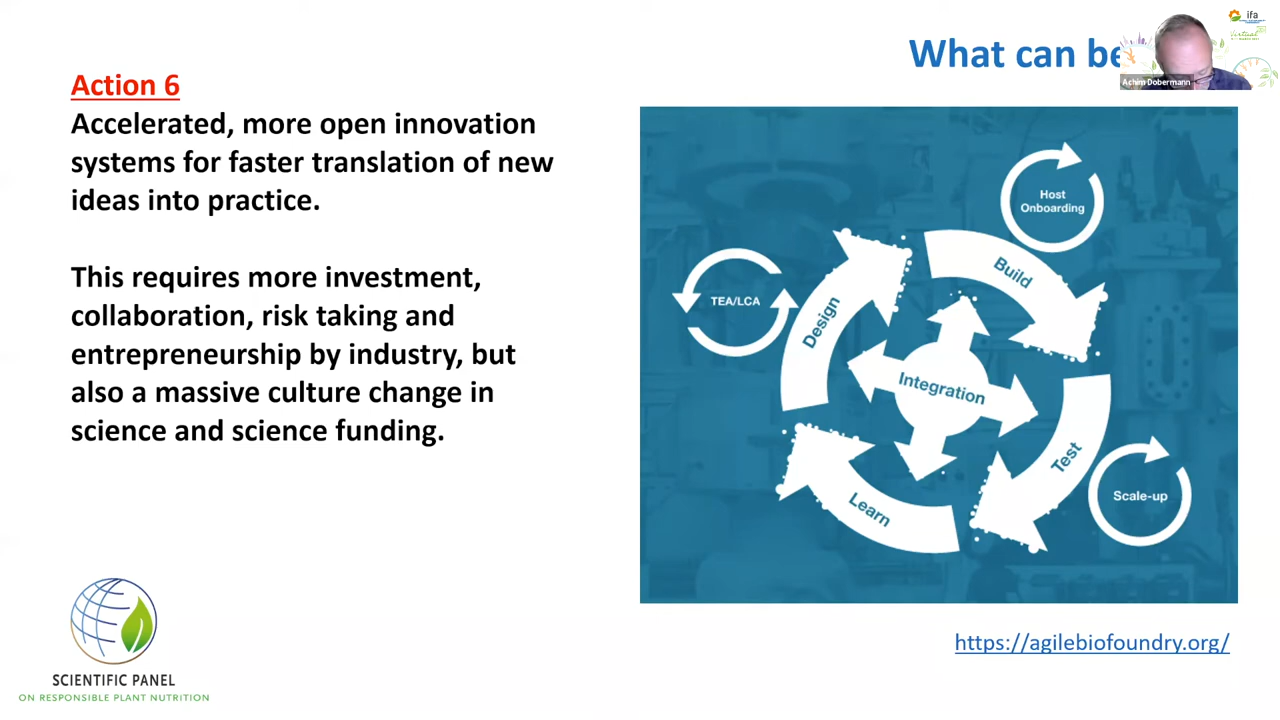 What can be
ifa
Achim Dobermann
Action 6
Accelerated, more open innovation
systems for faster translation of new
ideas into practice.
This requires more investment,
collaboration, risk taking and
entrepreneurship by industry, but
also a massive culture change in
science and science funding.
Host
Onboarding
Build
TEA/LCA
Design
Integration
Test
Scale-up
Learn
https://agilebiofoundry.org/
SCIENTIFIC PANEL
ON RESPONSIBLE PLANT NUTRITION